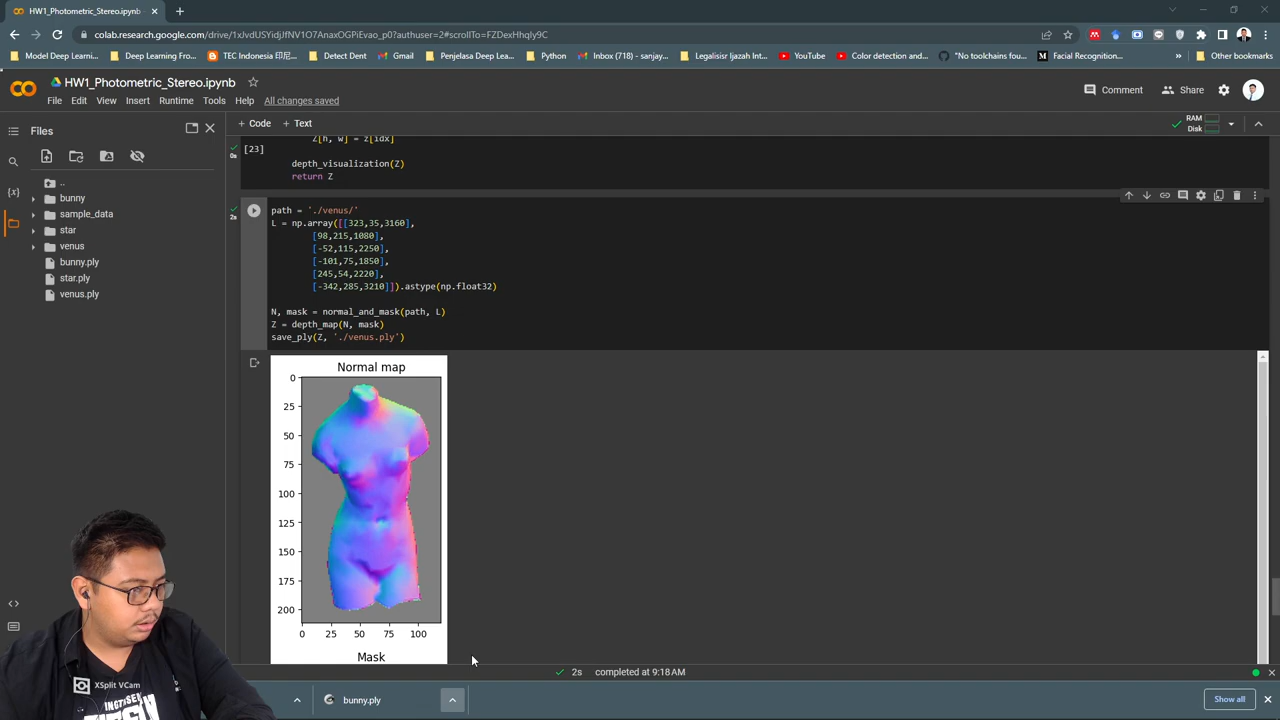 HW1_Photometric_Stereo.ipynb
colab.research.google.com/drive/1xJvdUSYidjJfNV1O7AnaxOGPiEvao_p0?authuser=2#scrollTo=FZDexHhqIy9C
Model Deep Learni...
Deep Learning Fro...
TEC Indonesia 印尼...
Detect Dent
Gmail
Penjelasa Deep Lea...
Python
Inbox (718) - sanjay...
Legalisir Ijazah Int...
YouTube
Color detection and...
"No toolchains fou...
Facial Recognition...
Other bookmarks
HW1_Photometric_Stereo.ipynb
File Edit View Insert Runtime Tools Help All changes saved
Comment
Share
Files
+ Code + Text
RAM
Disk
..
bunny
sample_data
star
venus
bunny.ply
star.ply
venus.ply
0s
[23]
Z[h, w] = z[idx]
depth_visualization(Z)
return Z
2s
path = './venus/'
L = np.array([[323,35,3160],
[98,215,1080],
[-52,115,2250],
[-101,75,1850],
[245,54,2220],
[-342,285,3210]]).astype(np.float32)
N, mask = normal_and_mask(path, L)
Z = depth_map(N, mask)
save_ply(Z, './venus.ply')
Normal map
0
25
50
75
100
125
150
175
200
0 25 50 75 100
Mask
2s completed at 9:18 AM
XSplit VCam
bunny.ply
Show all